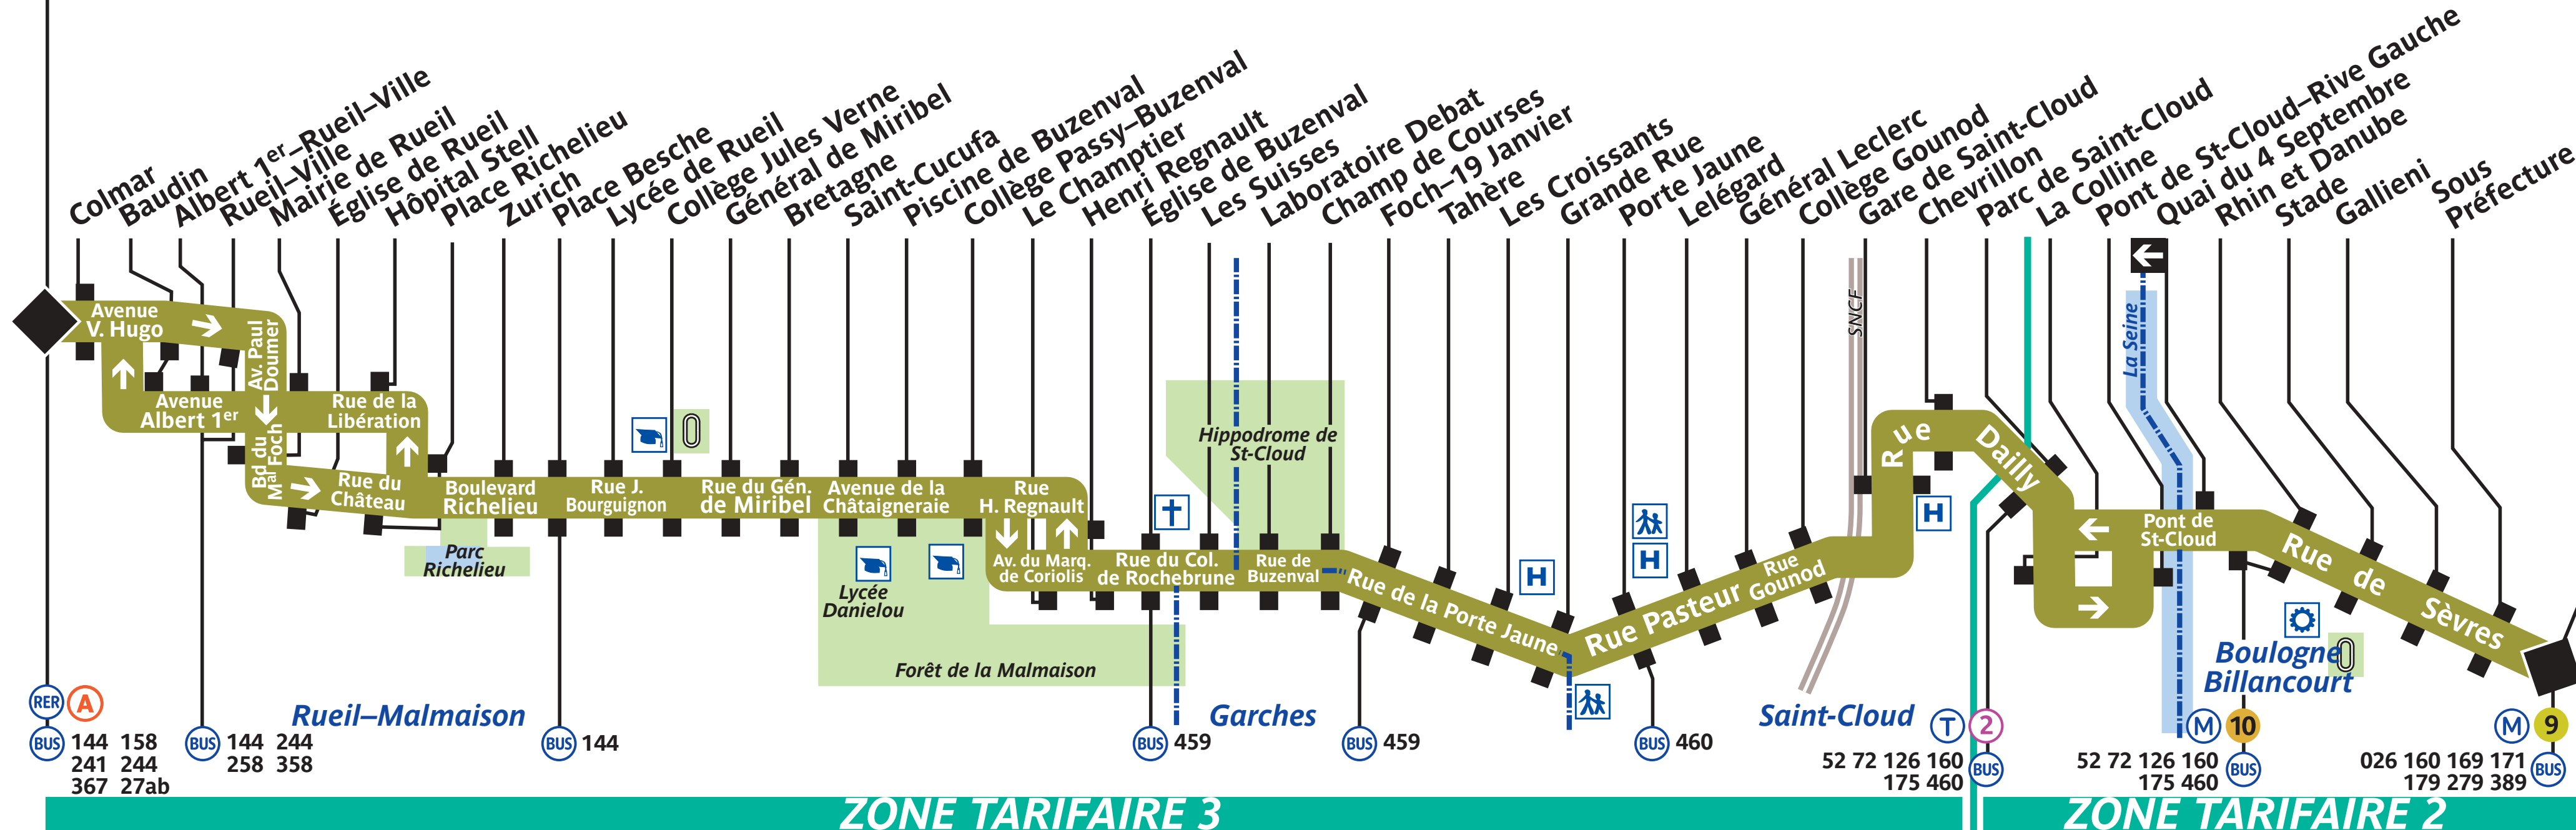 Colmar
Baudin
Albert 1er–Rueil–Ville
Rueil–Ville
Mairie de Rueil
Église de Rueil
Hôpital Stell
Place Richelieu
Zurich
Place Besche
Lycée de Rueil
Collège Jules Verne
Général de Miribel
Bretagne
Saint-Cucufa
Piscine de Buzenval
Collège Passy–Buzenval
Le Champtier
Henri Regnault
Église de Buzenval
Les Suisses
Laboratoire Debat
Champ de Courses
Foch–19 Janvier
Tahère
Les Croissants
Grande Rue
Porte Jaune
Lelégard
Général Leclerc
Collège Gounod
Gare de Saint-Cloud
Chevrillon
Parc de Saint-Cloud
La Colline
Pont de St-Cloud–Rive Gauche
Quai du 4 Septembre
Rhin et Danube
Stade
Gallieni
Sous
Préfecture
Avenue
V. Hugo
Av. Paul
Doumer
Avenue
Albert 1er
Rue de la
Libération
Bd du
Mal Foch
Rue du
Château
Boulevard
Richelieu
Rue J.
Bourguignon
Rue du Gén.
de Miribel
Avenue de la
Châtaigneraie
Rue
H. Regnault
Av. du Marq.
de Coriolis
Rue du Col.
de Rochebrune
Rue de
Buzenval
Rue de la Porte Jaune
Rue Pasteur
Rue
Gounod
Rue Dailly
Pont de
St-Cloud
Rue de Sèvres
Parc
Richelieu
Lycée
Danielou
Forêt de la Malmaison
Hippodrome de
St-Cloud
H
H
H
SNCF
La Seine
Rueil–Malmaison
Garches
Saint-Cloud
Boulogne
Billancourt
RER A
BUS 144 158
241 244
367 27ab
BUS 144 244
258 358
BUS 144
BUS 459
BUS 459
BUS 460
T 2
52 72 126 160
175 460 BUS
M 10
52 72 126 160
175 460 BUS
M 9
026 160 169 171
179 279 389 BUS
ZONE TARIFAIRE 3
ZONE TARIFAIRE 2